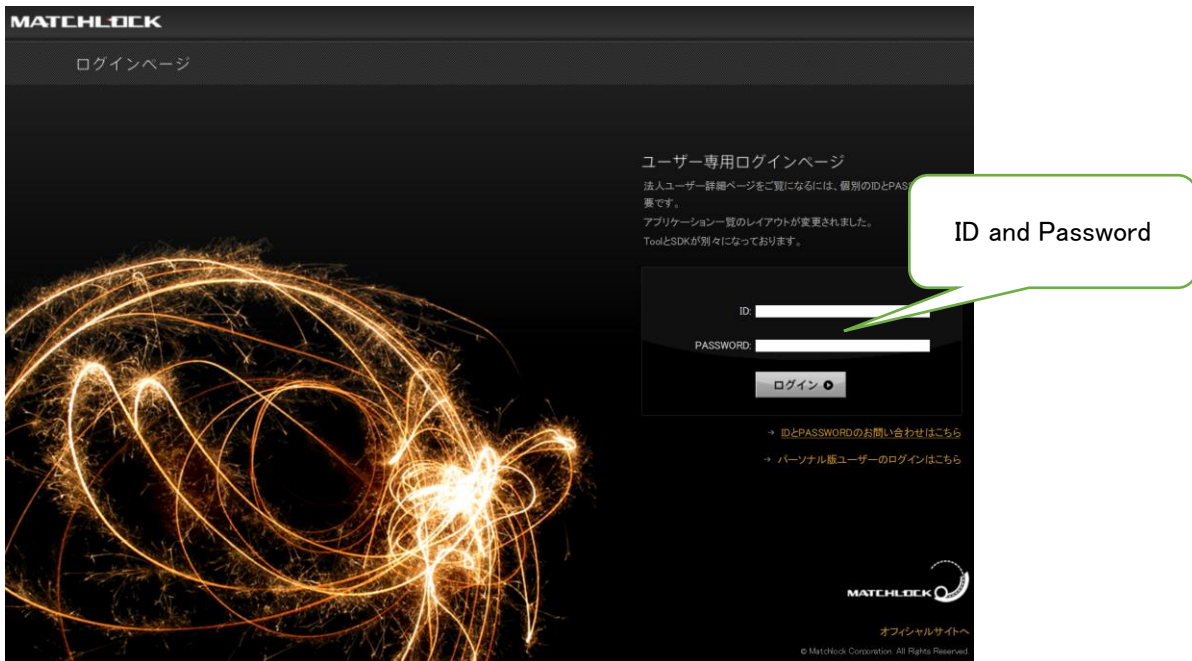 MATCHLOCK
ログインページ
ユーザー専用ログインページ
法人ユーザー詳細ページをご覧になるには、個別のIDとPAS
要です。
アプリケーション一覧のレイアウトが変更されました。
ToolとSDKが別々になっております。
ID and Password
ID:
PASSWORD:
ログイン
→ IDとPASSWORDのお問い合わせはこちら
→ パーソナル版ユーザーのログインはこちら
MATCHLOCK
オフィシャルサイトへ
© Matchlock Corporation. All Rights Reserved.